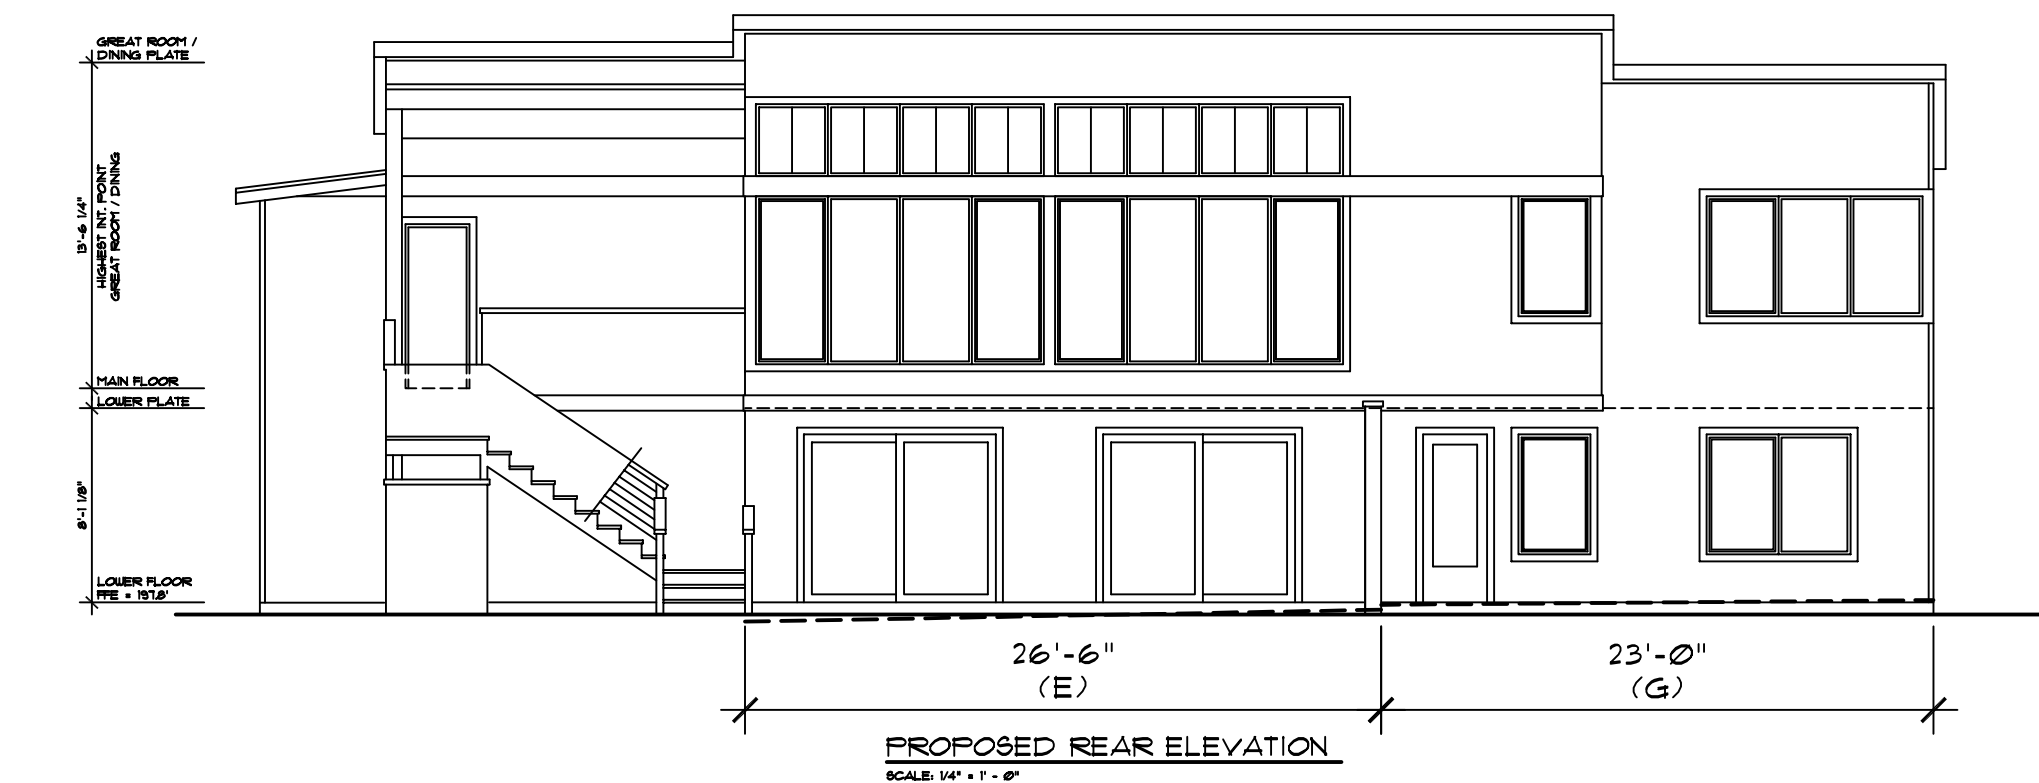 GREAT ROOM /
DINING PLATE
13'-6 1/4"
HIGHEST INT. POINT
GREAT ROOM / DINING
MAIN FLOOR
LOWER PLATE
8'-1 1/8"
LOWER FLOOR
FFE = 197.8'
26'-6"
(E)
23'-0"
(G)
PROPOSED REAR ELEVATION
SCALE: 1/4" = 1' - 0"